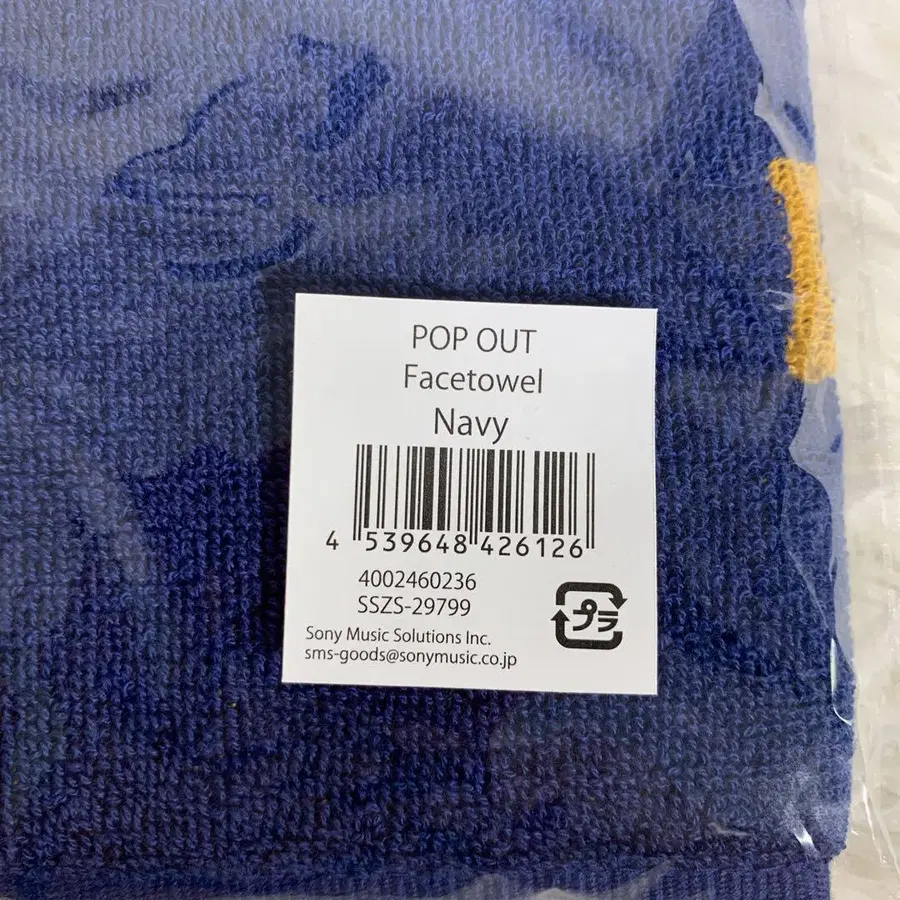 POP OUT
Facetowel
Navy
4 539648 426126
4002460236
SSZS-29799
プラ
Sony Music Solutions Inc.
sms-goods@sonymusic.co.jp